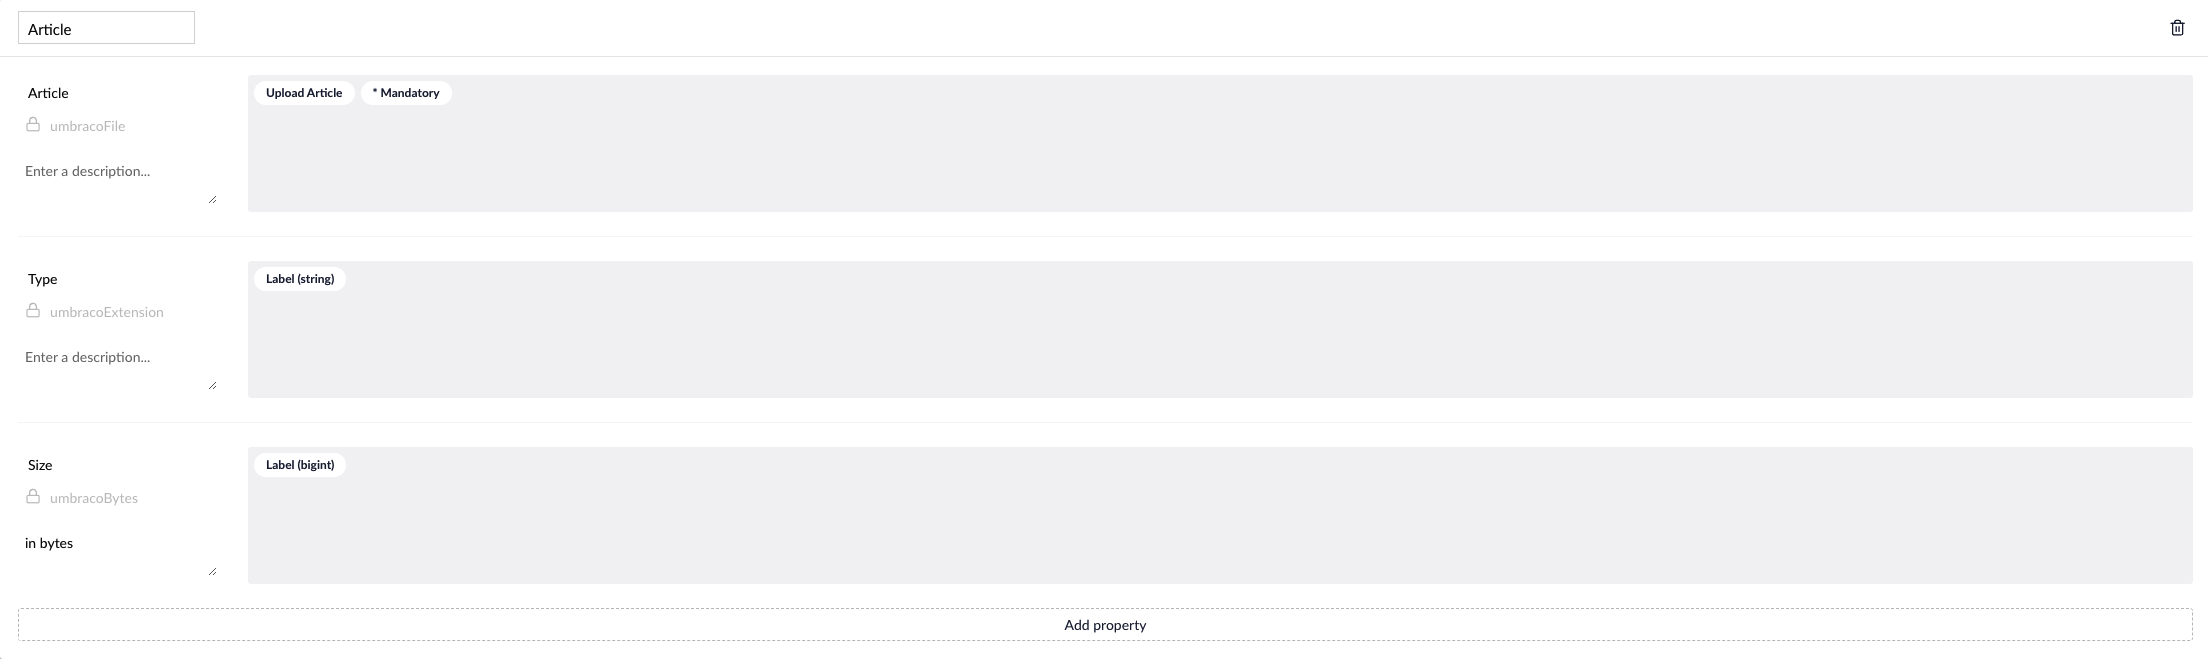 Article
Article
Upload Article * Mandatory
umbracoFile
Enter a description...
Type
Label (string)
umbracoExtension
Enter a description...
Size
Label (bigint)
umbracoBytes
in bytes
Add property